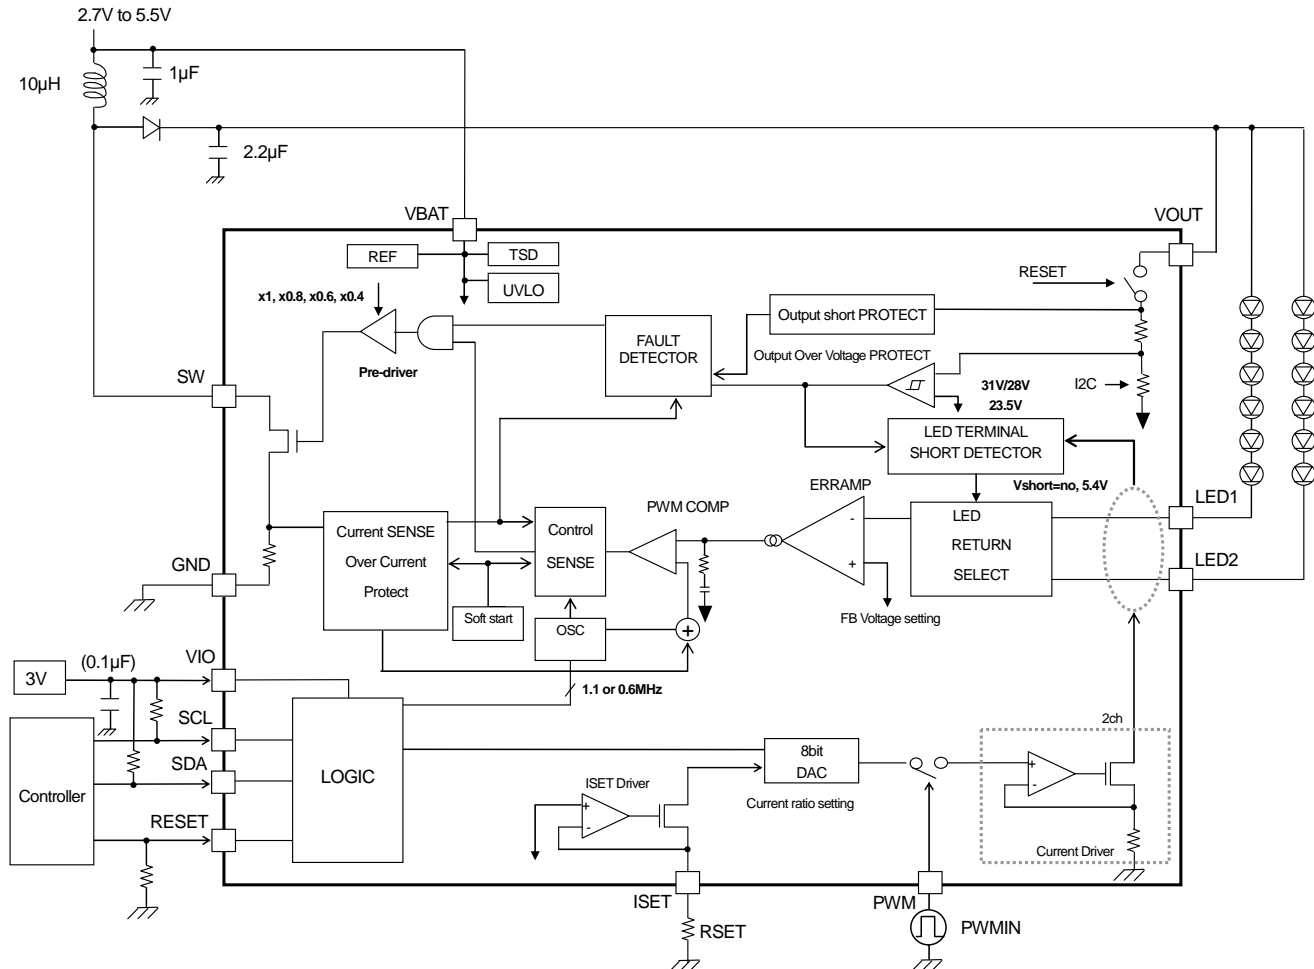 2.7V to 5.5V
10µH
1µF
2.2µF
VBAT
VOUT
REF
TSD
UVLO
RESET
x1, x0.8, x0.6, x0.4
Output short PROTECT
FAULT
DETECTOR
Output Over Voltage PROTECT
Pre-driver
SW
I2C
31V/28V
23.5V
LED TERMINAL
SHORT DETECTOR
Vshort=no, 5.4V
ERRAMP
PWM COMP
LED1
LED
RETURN
SELECT
-
+
Current SENSE
Over Current
Protect
Control
SENSE
GND
LED2
Soft start
OSC
+
FB Voltage setting
VIO
(0.1µF)
3V
1.1 or 0.6MHz
SCL
2ch
SDA
LOGIC
8bit
DAC
Controller
ISET Driver
Current ratio setting
+
-
+
-
RESET
Current Driver
ISET
PWM
RSET
PWMIN